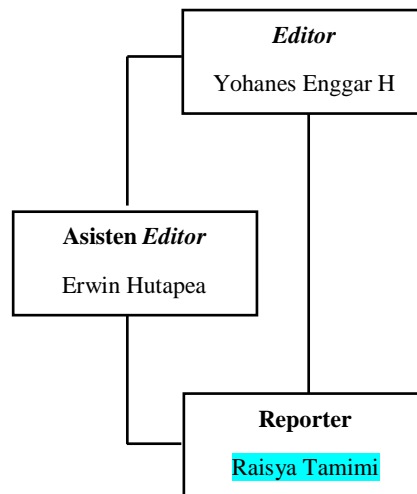 Editor
Yohanes Enggar H
Asisten Editor
Erwin Hutapea
Reporter
Raisya Tamimi